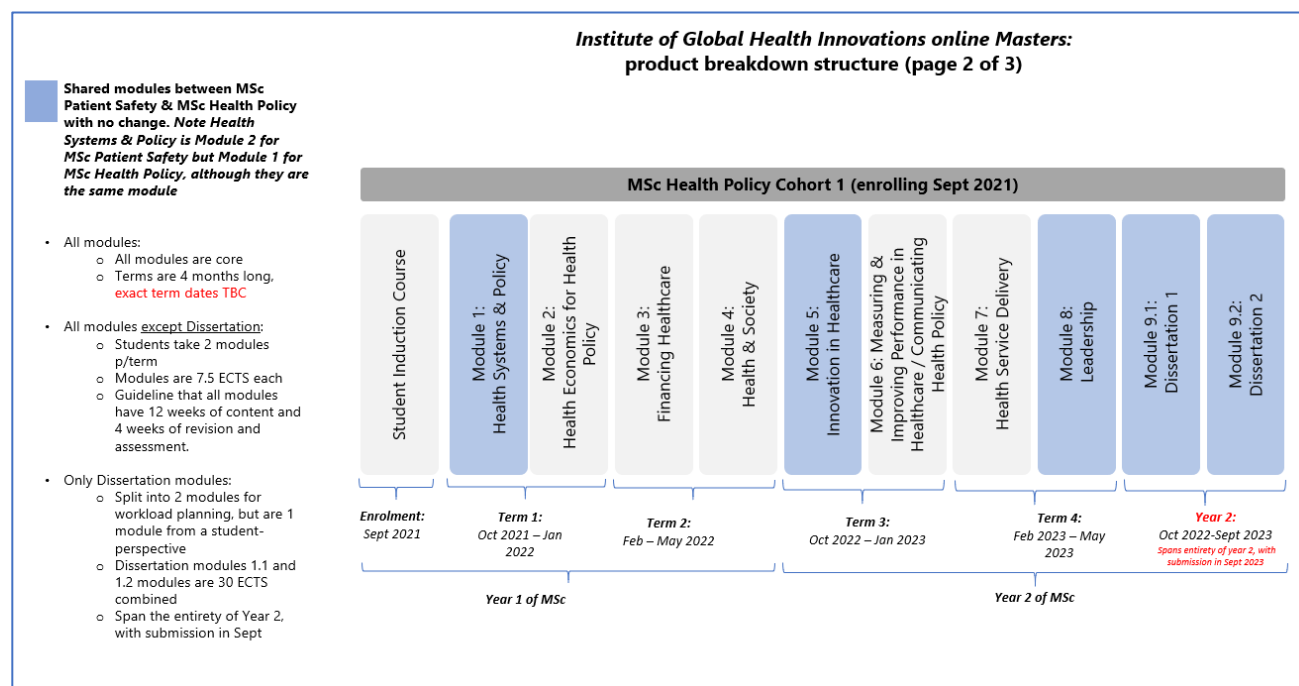 Institute of Global Health Innovations online Masters:
product breakdown structure (page 2 of 3)
Shared modules between MSc
Patient Safety & MSc Health Policy
with no change. Note Health
Systems & Policy is Module 2 for
MSc Patient Safety but Module 1 for
MSc Health Policy, although they are
the same module
• All modules:
o All modules are core
o Terms are 4 months long,
exact term dates TBC
• All modules except Dissertation:
o Students take 2 modules
p/term
o Modules are 7.5 ECTS each
o Guideline that all modules
have 12 weeks of content and
4 weeks of revision and
assessment.
• Only Dissertation modules:
o Split into 2 modules for
workload planning, but are 1
module from a student-
perspective
o Dissertation modules 1.1 and
1.2 modules are 30 ECTS
combined
o Span the entirety of Year 2,
with submission in Sept
MSc Health Policy Cohort 1 (enrolling Sept 2021)
Student Induction Course
Module 1:
Health Systems & Policy
Module 2:
Health Economics for Health
Policy
Module 3:
Financing Healthcare
Module 4:
Health & Society
Module 5:
Innovation in Healthcare
Module 6: Measuring &
Improving Performance in
Healthcare / Communicating
Health Policy
Module 7:
Health Service Delivery
Module 8:
Leadership
Module 9.1:
Dissertation 1
Module 9.2:
Dissertation 2
Enrolment:
Sept 2021
Term 1:
Oct 2021 – Jan
2022
Term 2:
Feb – May 2022
Term 3:
Oct 2022 – Jan 2023
Term 4:
Feb 2023 – May
2023
Year 2:
Oct 2022-Sept 2023
Spans entirety of year 2, with
submission in Sept 2023
Year 1 of MSc
Year 2 of MSc